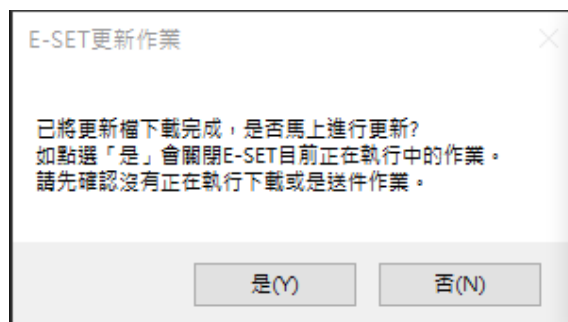 E-SET更新作業
已將更新檔下載完成，是否馬上進行更新?
如點選「是」會關閉E-SET目前正在執行中的作業。
請先確認沒有正在執行下載或是送件作業。
是(Y)
否(N)